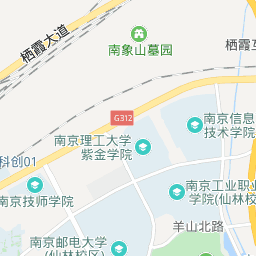 栖霞大道
南象山墓园
栖霞
G312
南京信息
技术学院
南京理工大学
紫金学院
科创01
南京技师学院
南京工业职业
学院(仙林校
羊山北路
南京邮电大学
(仙林校区)